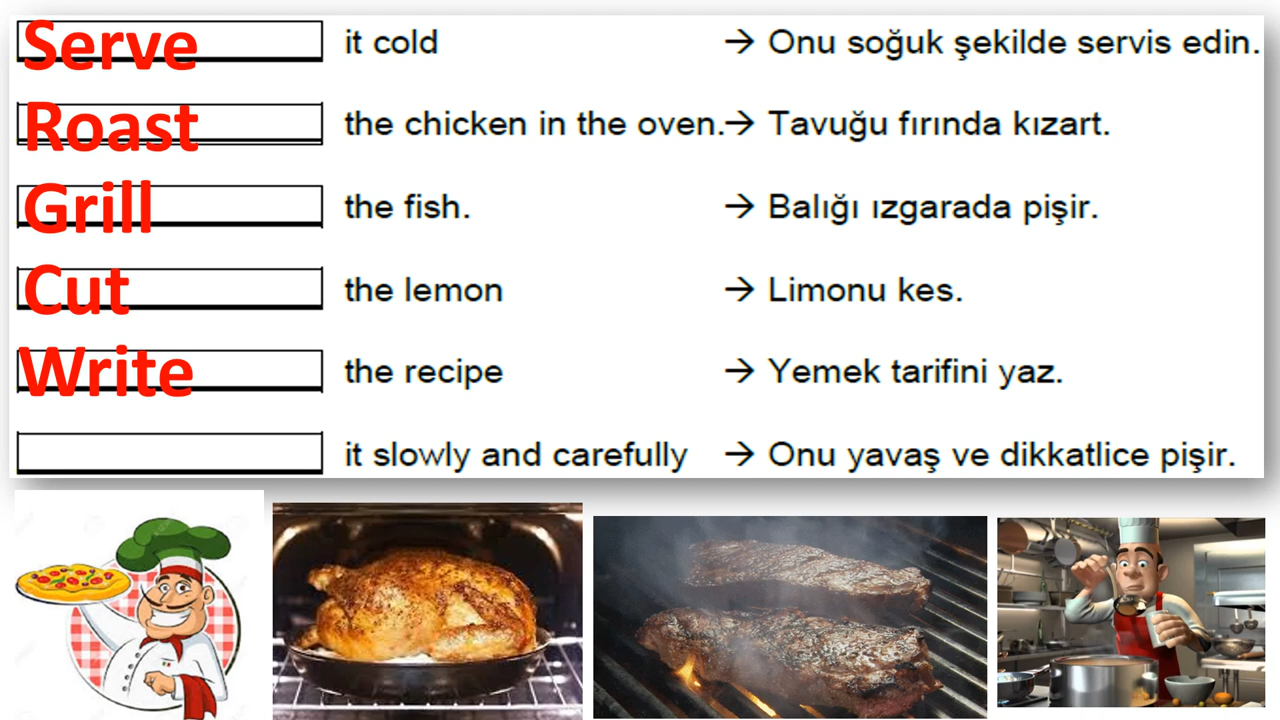 Serve it cold → Onu soğuk şekilde servis edin.
Roast the chicken in the oven.→ Tavuğu fırında kızart.
Grill the fish. → Balığı ızgarada pişir.
Cut the lemon → Limonu kes.
Write the recipe → Yemek tarifini yaz.
it slowly and carefully → Onu yavaş ve dikkatlice pişir.